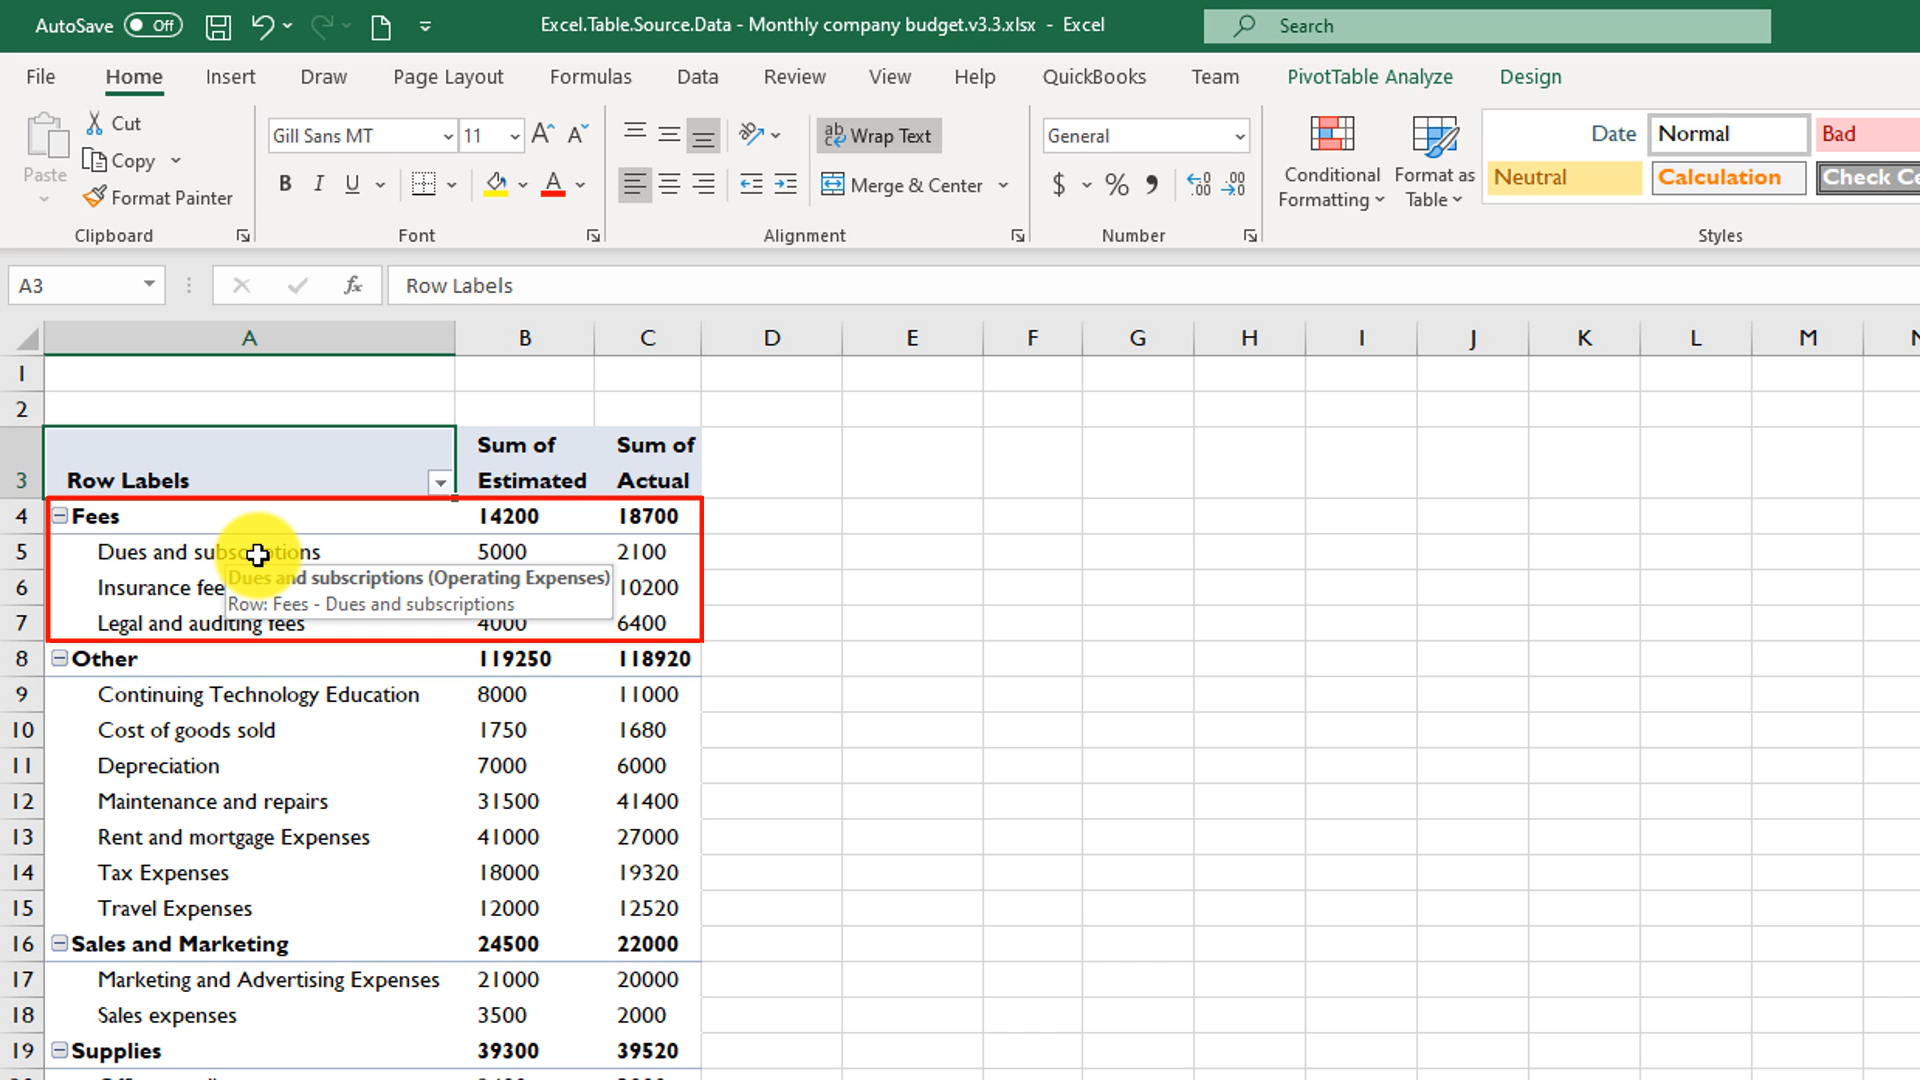 AutoSave Off Excel.Table.Source.Data - Monthly company budget.v3.3.xlsx - Excel Search
File Home Insert Draw Page Layout Formulas Data Review View Help QuickBooks Team PivotTable Analyze Design
Paste
Cut
Copy
Format Painter
Clipboard
Gill Sans MT 11
B I U
Font
Wrap Text
Merge & Center
Alignment
General
$ %
Number
Conditional Formatting
Format as Table
Date Normal Bad
Neutral Calculation Check
Styles
A3 fx Row Labels
A B C D E F G H I J K L M
1
2
3 Row Labels Sum of Estimated Sum of Actual
4 Fees 14200 18700
5 Dues and subscriptions 5000 2100
Dues and subscriptions (Operating Expenses)
Row: Fees - Dues and subscriptions
6 Insurance 10200
7 Legal and auditing fees 4000 6400
8 Other 119250 118920
9 Continuing Technology Education 8000 11000
10 Cost of goods sold 1750 1680
11 Depreciation 7000 6000
12 Maintenance and repairs 31500 41400
13 Rent and mortgage Expenses 41000 27000
14 Tax Expenses 18000 19320
15 Travel Expenses 12000 12520
16 Sales and Marketing 24500 22000
17 Marketing and Advertising Expenses 21000 20000
18 Sales expenses 3500 2000
19 Supplies 39300 39520